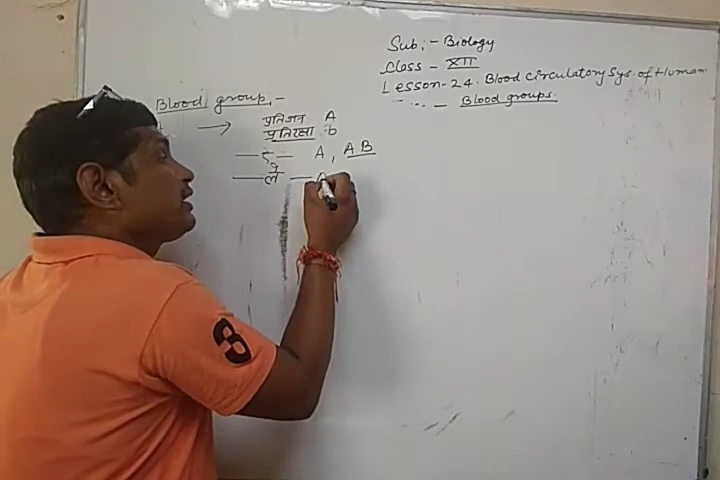 Sub:- Biology
Class - XII
Lesson-24. Blood Circulatory Sys. of Human
" " .. - Blood groups.
Blood group,-
→ प्रतिजन A
प्रतिरक्षा :b
— दे — A, AB
— ले —
3